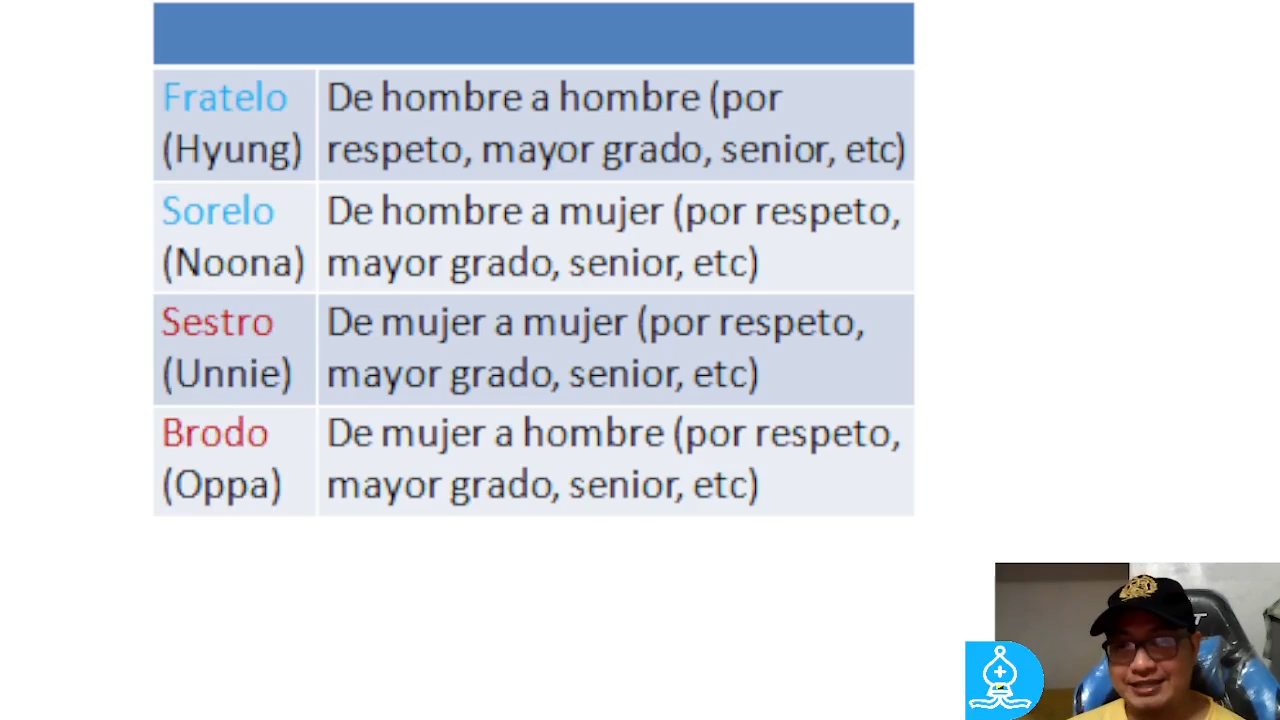 Fratelo
(Hyung)
De hombre a hombre (por
respeto, mayor grado, senior, etc)
Sorelo
(Noona)
De hombre a mujer (por respeto,
mayor grado, senior, etc)
Sestro
(Unnie)
De mujer a mujer (por respeto,
mayor grado, senior, etc)
Brodo
(Oppa)
De mujer a hombre (por respeto,
mayor grado, senior, etc)